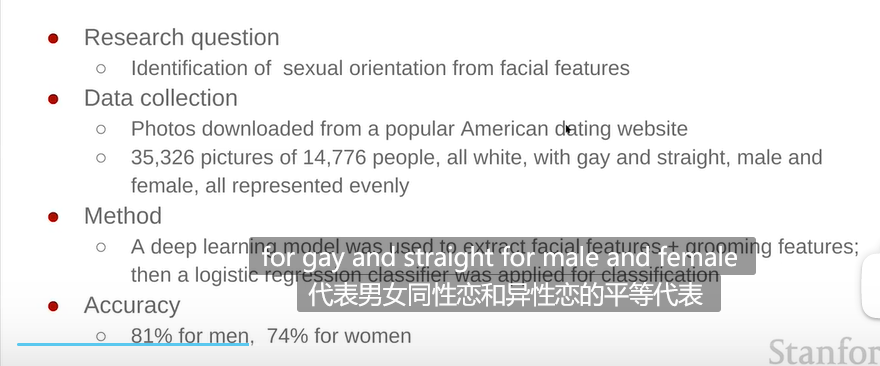 Research question
Identification of sexual orientation from facial features
Data collection
Photos downloaded from a popular American dating website
35,326 pictures of 14,776 people, all white, with gay and straight, male and
female, all represented evenly
Method
A deep learning model was used to extract facial features + grooming features;
for gay and straight for male and female
then a logistic regression classifier was applied for classification
代表男女同性恋和异性恋的平等代表
Accuracy
81% for men, 74% for women
Stanfor